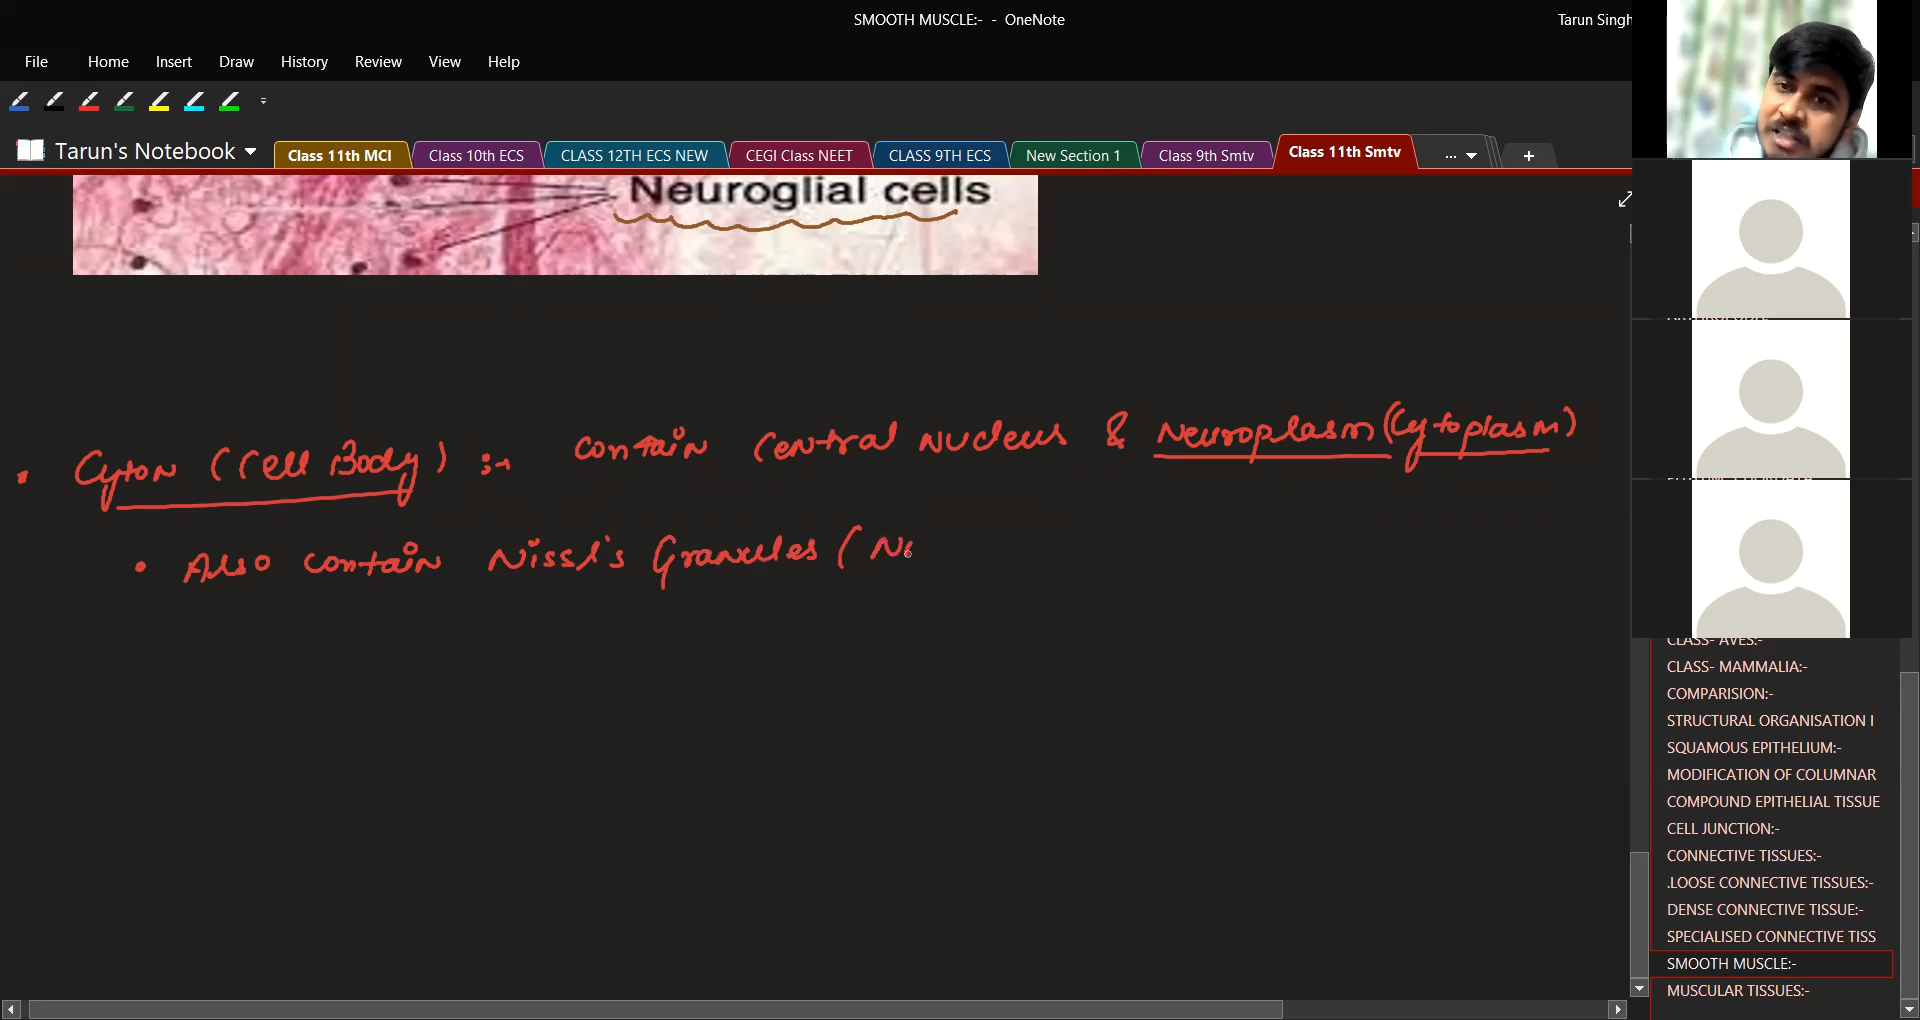 SMOOTH MUSCLE:- - OneNote
Tarun Singh
File Home Insert Draw History Review View Help
Tarun's Notebook
Class 11th MCI
Class 10th ECS
CLASS 12TH ECS NEW
CEGI Class NEET
CLASS 9TH ECS
New Section 1
Class 9th Smtv
Class 11th Smtv
...
Neuroglial cells
• Cyton (Cell Body) :- contain central nucleus & Neuroplasm (Cytoplasm)
• Also contain Nissl's Granules (N
CLASS- AVES:-
CLASS- MAMMALIA:-
COMPARISION:-
STRUCTURAL ORGANISATION I
SQUAMOUS EPITHELIUM:-
MODIFICATION OF COLUMNAR
COMPOUND EPITHELIAL TISSUE
CELL JUNCTION:-
CONNECTIVE TISSUES:-
.LOOSE CONNECTIVE TISSUES:-
DENSE CONNECTIVE TISSUE:-
SPECIALISED CONNECTIVE TISS
SMOOTH MUSCLE:-
MUSCULAR TISSUES:-